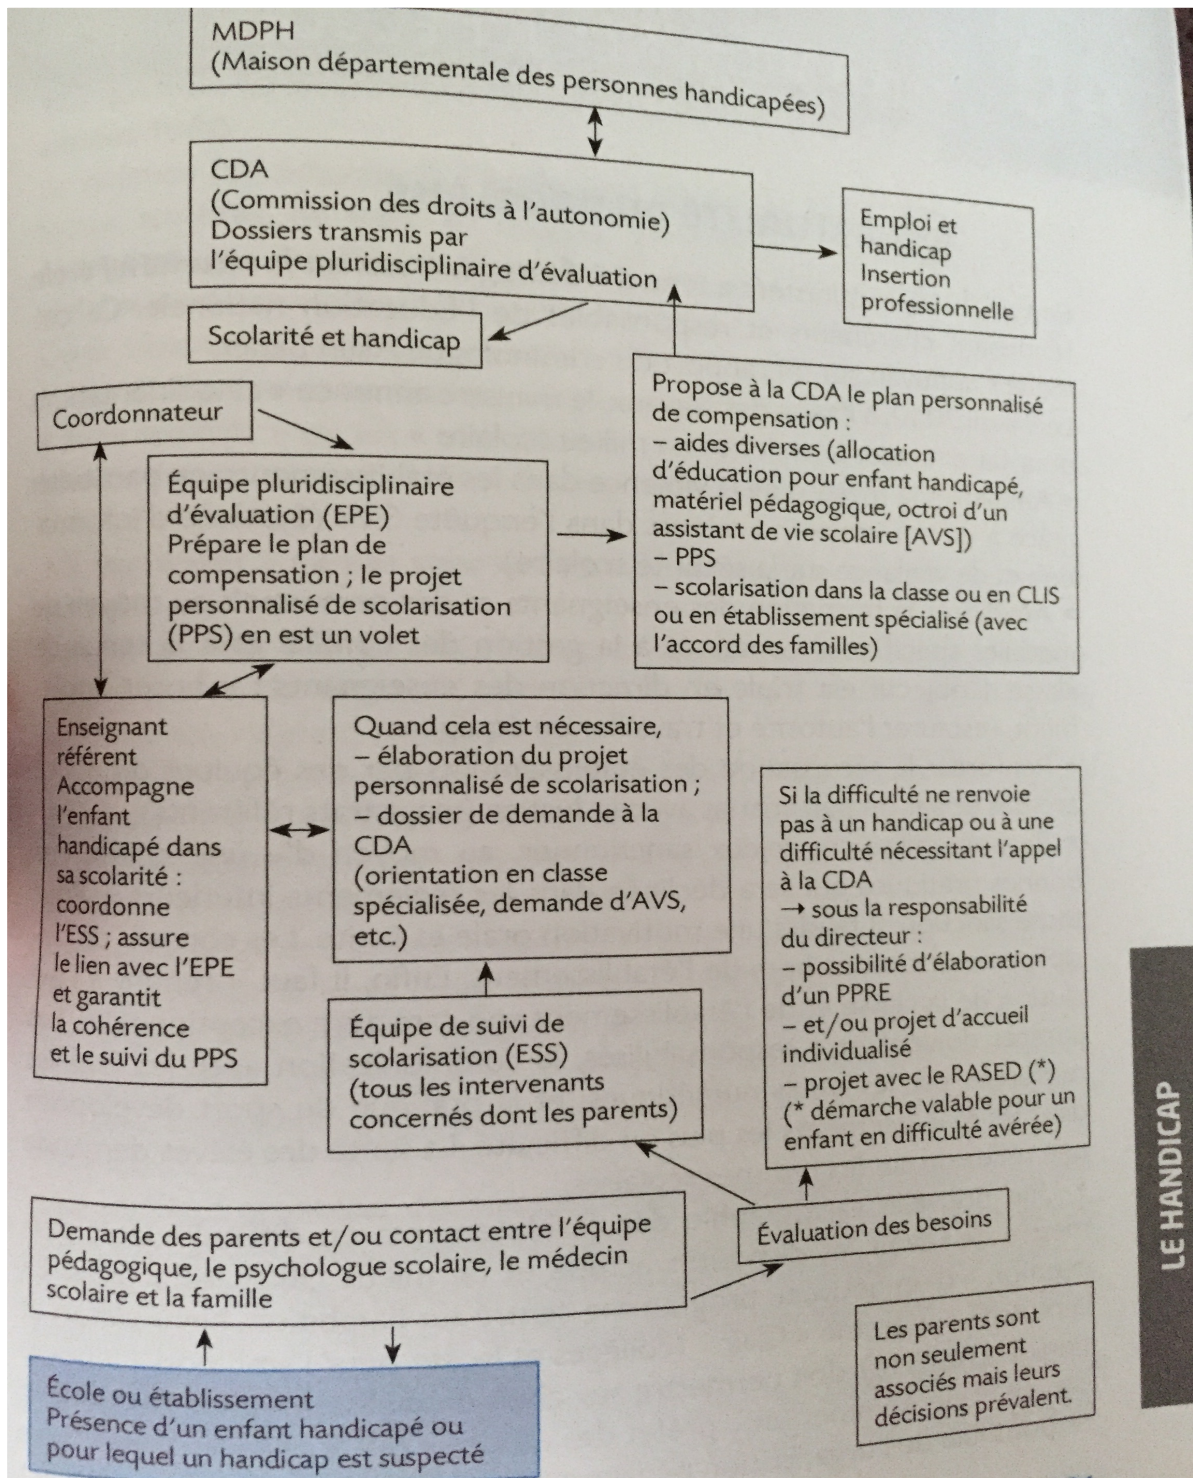 MDPH
(Maison départementale des personnes handicapées)
CDA
(Commission des droits à l'autonomie)
Dossiers transmis par
l'équipe pluridisciplinaire d'évaluation
Emploi et
handicap
Insertion
professionnelle
Scolarité et handicap
Coordonnateur
Propose à la CDA le plan personnalisé
de compensation :
– aides diverses (allocation
d'éducation pour enfant handicapé,
matériel pédagogique, octroi d'un
assistant de vie scolaire [AVS])
– PPS
– scolarisation dans la classe ou en CLIS
ou en établissement spécialisé (avec
l'accord des familles)
Équipe pluridisciplinaire
d'évaluation (EPE)
Prépare le plan de
compensation ; le projet
personnalisé de scolarisation
(PPS) en est un volet
Enseignant
référent
Accompagne
l'enfant
handicapé dans
sa scolarité :
coordonne
l'ESS ; assure
le lien avec l'EPE
et garantit
la cohérence
et le suivi du PPS
Quand cela est nécessaire,
– élaboration du projet
personnalisé de scolarisation ;
– dossier de demande à la
CDA
(orientation en classe
spécialisée, demande d'AVS,
etc.)
Si la difficulté ne renvoie
pas à un handicap ou à une
difficulté nécessitant l'appel
à la CDA
→ sous la responsabilité
du directeur :
– possibilité d'élaboration
d'un PPRE
– et/ou projet d'accueil
individualisé
– projet avec le RASED (*)
(* démarche valable pour un
enfant en difficulté avérée)
Équipe de suivi de
scolarisation (ESS)
(tous les intervenants
concernés dont les parents)
Évaluation des besoins
Demande des parents et/ou contact entre l'équipe
pédagogique, le psychologue scolaire, le médecin
scolaire et la famille
Les parents sont
non seulement
associés mais leurs
décisions prévalent.
École ou établissement
Présence d'un enfant handicapé ou
pour lequel un handicap est suspecté
LE HANDICAP